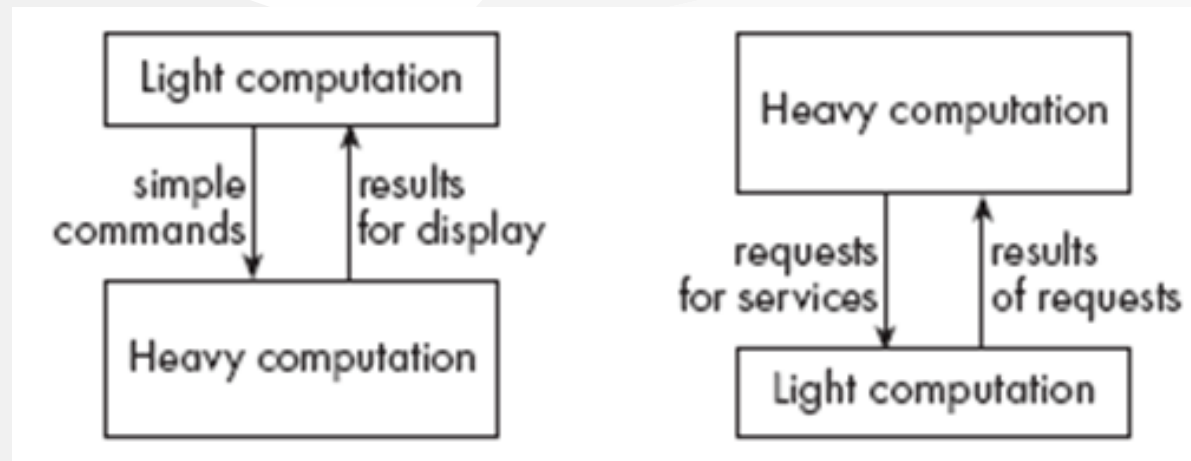 Light computation
simple
commands
results
for display
Heavy computation
Heavy computation
requests
for services
results
of requests
Light computation